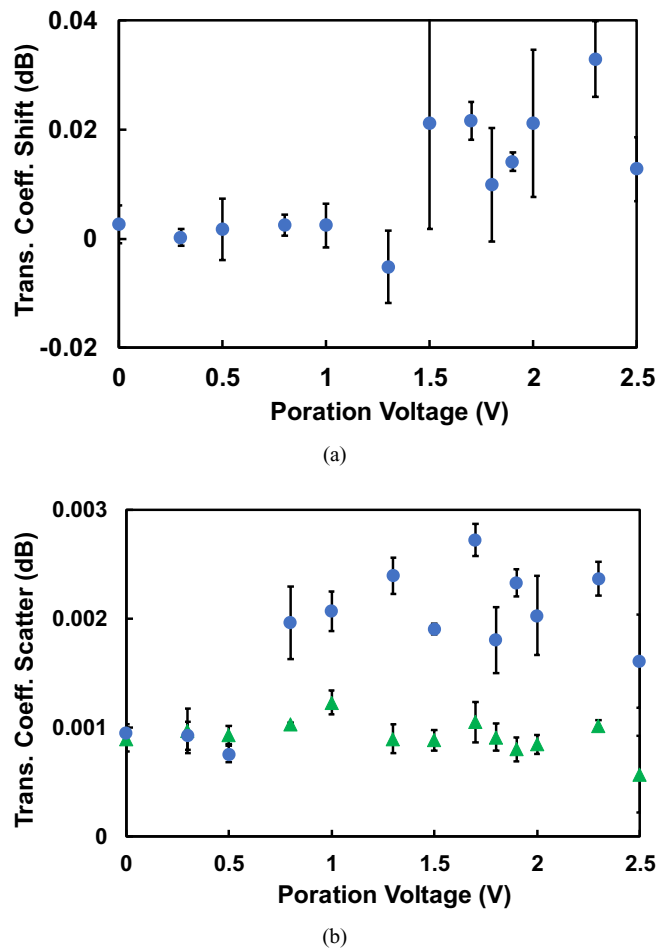 0.04
0.02
0
-0.02
Trans. Coeff. Shift (dB)
0 0.5 1 1.5 2 2.5
Poration Voltage (V)
(a)
0.003
0.002
0.001
0
Trans. Coeff. Scatter (dB)
0 0.5 1 1.5 2 2.5
Poration Voltage (V)
(b)